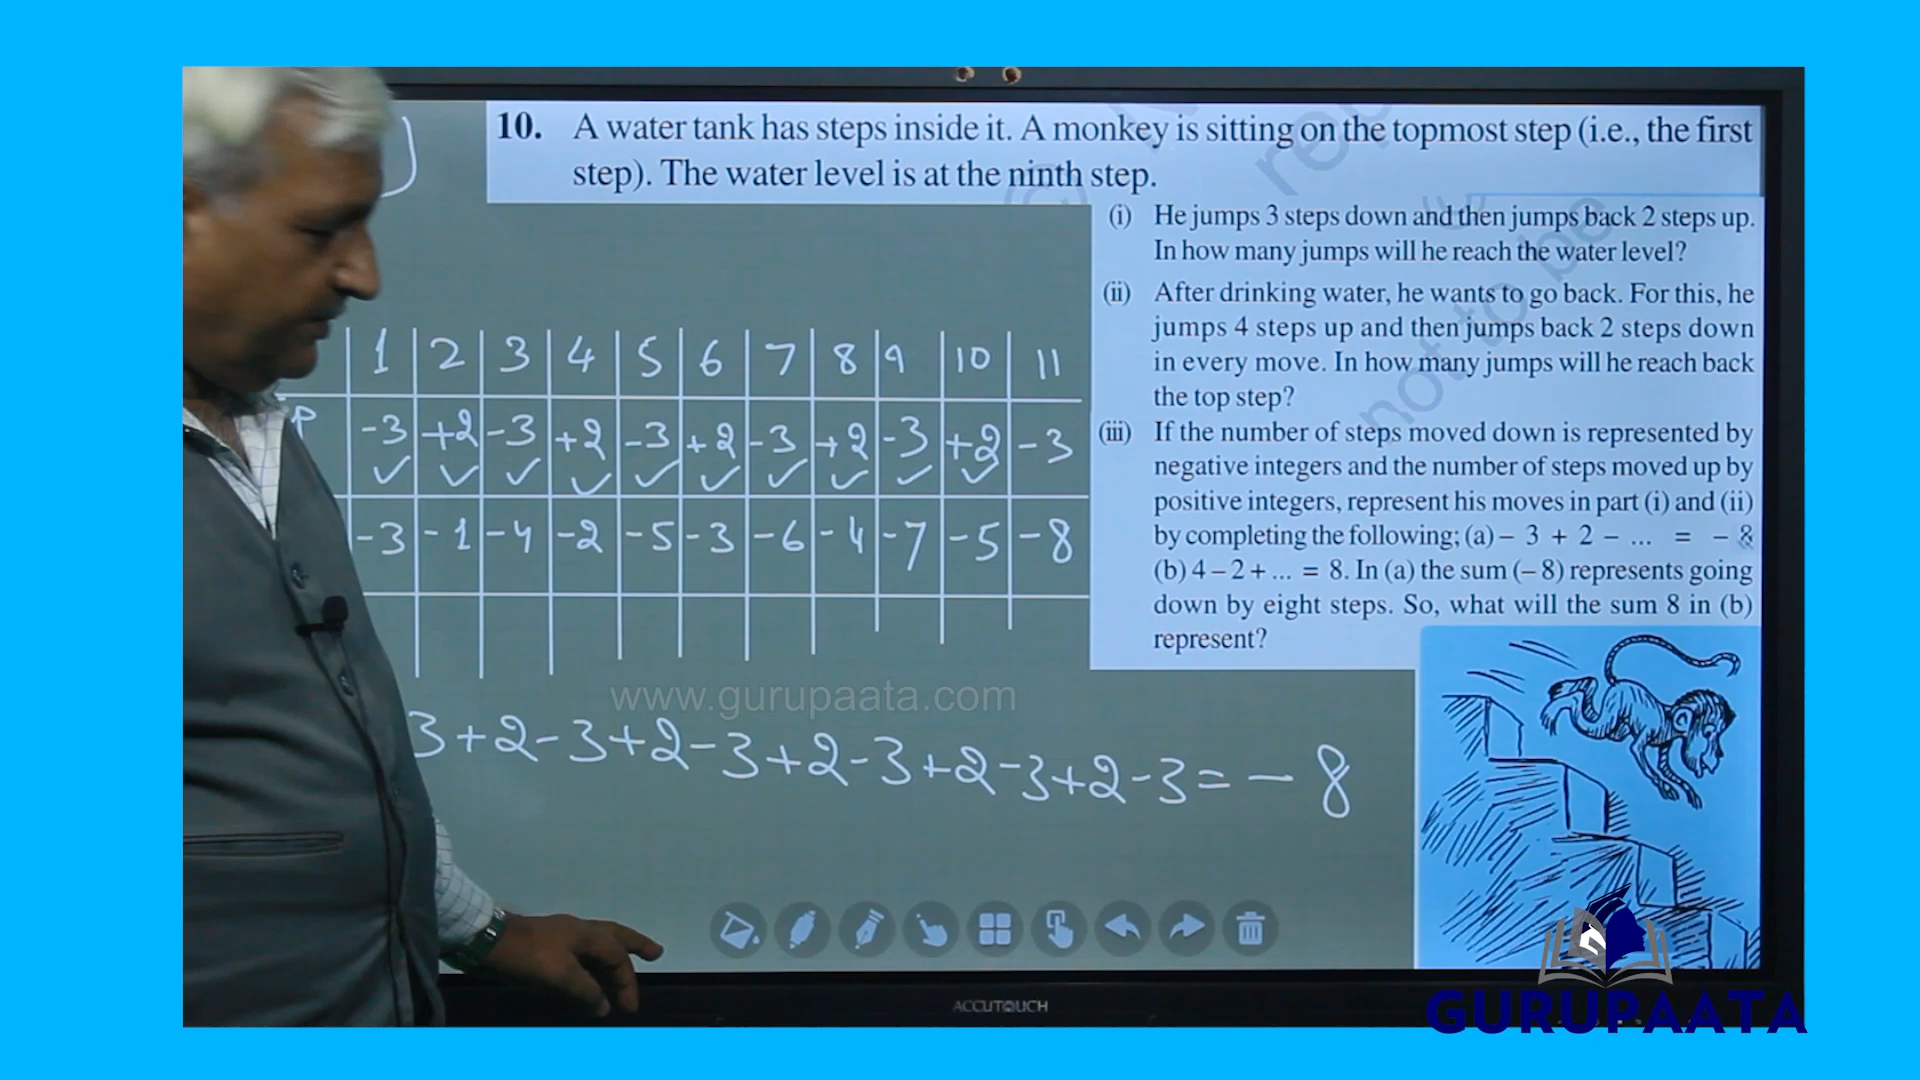 10. A water tank has steps inside it. A monkey is sitting on the topmost step (i.e., the first
step). The water level is at the ninth step.
(i) He jumps 3 steps down and then jumps back 2 steps up.
In how many jumps will he reach the water level?
(ii) After drinking water, he wants to go back. For this, he
jumps 4 steps up and then jumps back 2 steps down
in every move. In how many jumps will he reach back
the top step?
(iii) If the number of steps moved down is represented by
negative integers and the number of steps moved up by
positive integers, represent his moves in part (i) and (ii)
by completing the following; (a) – 3 + 2 – ... = – 8
(b) 4 – 2 + ... = 8. In (a) the sum (– 8) represents going
down by eight steps. So, what will the sum 8 in (b)
represent?
1 2 3 4 5 6 7 8 9 10 11
P -3 +2 -3 +2 -3 +2 -3 +2 -3 +2 -3
-3 -1 -4 -2 -5 -3 -6 -4 -7 -5 -8
www.gurupaata.com
3+2-3+2-3+2-3+2-3+2-3=-8
not to be
ACCUTOUCH
GURUPAATA